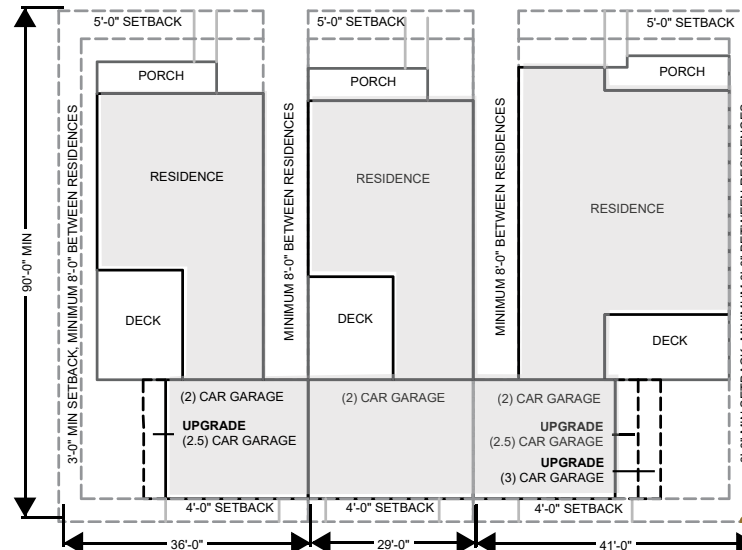 5'-0" SETBACK
5'-0" SETBACK
5'-0" SETBACK
PORCH
PORCH
PORCH
RESIDENCE
RESIDENCE
RESIDENCE
3'-0" MIN SETBACK, MINIMUM 8'-0" BETWEEN RESIDENCES
MINIMUM 8'-0" BETWEEN RESIDENCES
MINIMUM 8'-0" BETWEEN RESIDENCES
90'-0" MIN
DECK
DECK
DECK
(2) CAR GARAGE
UPGRADE
(2.5) CAR GARAGE
(2) CAR GARAGE
(2) CAR GARAGE
UPGRADE
(2.5) CAR GARAGE
UPGRADE
(3) CAR GARAGE
4'-0" SETBACK
4'-0" SETBACK
4'-0" SETBACK
36'-0"
29'-0"
41'-0"